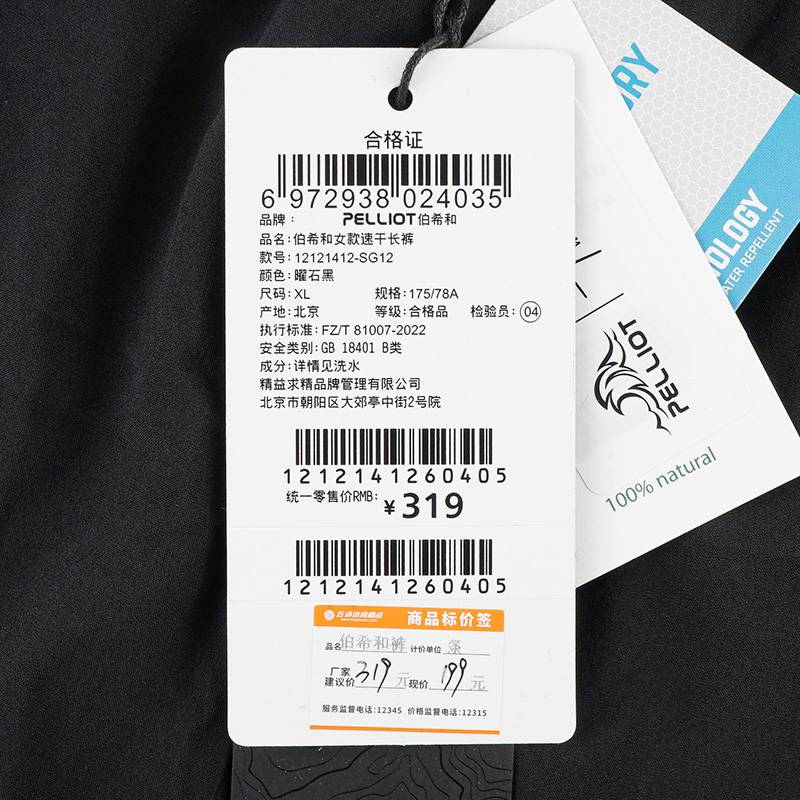 合格证
6 972938 024035
品牌: PELLIOT伯希和
品名:伯希和女款速干长裤
款号:12121412-SG12
颜色:曜石黑
尺码:XL 规格:175/78A
产地:北京 等级:合格品 检验员:04
执行标准:FZ/T 81007-2022
安全类别:GB 18401 B类
成分:详情见洗水
精益求精品牌管理有限公司
北京市朝阳区大郊亭中街2号院
1212141260405
统一零售价RMB: ¥319
1212141260405
商品标价签
品名 伯希和裤 计价单位 条
厂家建议价 319 元 现价 199 元
服务监督电话:12345 价格监督电话:12315
PELLIOT
100% natural